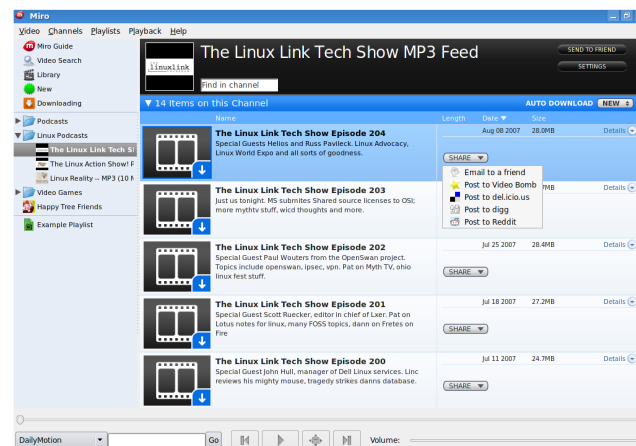 Miro
Video Channels Playlists Playback Help
Miro Guide
Video Search
Library
New
Downloading
Podcasts
Linux Podcasts
The Linux Link Tech S
The Linux Action Show! F
Linux Reality -- MP3 (10 M
Video Games
Happy Tree Friends
Example Playlist
linuxlink
The Linux Link Tech Show MP3 Feed
SEND TO FRIEND
SETTINGS
Find in channel
14 Items on this Channel
AUTO DOWNLOAD NEW
Name Length Date Size
The Linux Link Tech Show Episode 204
Special Guests Helios and Russ Pavlicek. Linux Advocacy,
Linux World Expo and all sorts of goodness.
Aug 08 2007 28.0MB Details
SHARE
Email to a friend
Post to Video Bomb
Post to del.icio.us
Post to digg
Post to Reddit
The Linux Link Tech Show Episode 203
Just us tonight. MS submites Shared source licenses to OSI;
more mythtv stuff, wicd thoughts and more.
MB Details
The Linux Link Tech Show Episode 202
Special Guest Paul Wouters from the OpenSwan project.
Topics include openswan, ipsec, vpn. Pat on Myth TV, ohio
linux fest stuff.
Jul 25 2007 28.4MB Details
SHARE
The Linux Link Tech Show Episode 201
Special Guest Scott Ruecker, editor in chief of Lxer. Pat on
Lotus notes for linux, many FOSS topics, dann on Fretes on
Fire
Jul 18 2007 27.2MB Details
SHARE
The Linux Link Tech Show Episode 200
Special Guest John Hull, manager of Dell Linux services. Linc
reviews his mighty mouse, tragedy strikes danns database.
Jul 11 2007 24.7MB Details
SHARE
DailyMotion
Go
Volume: